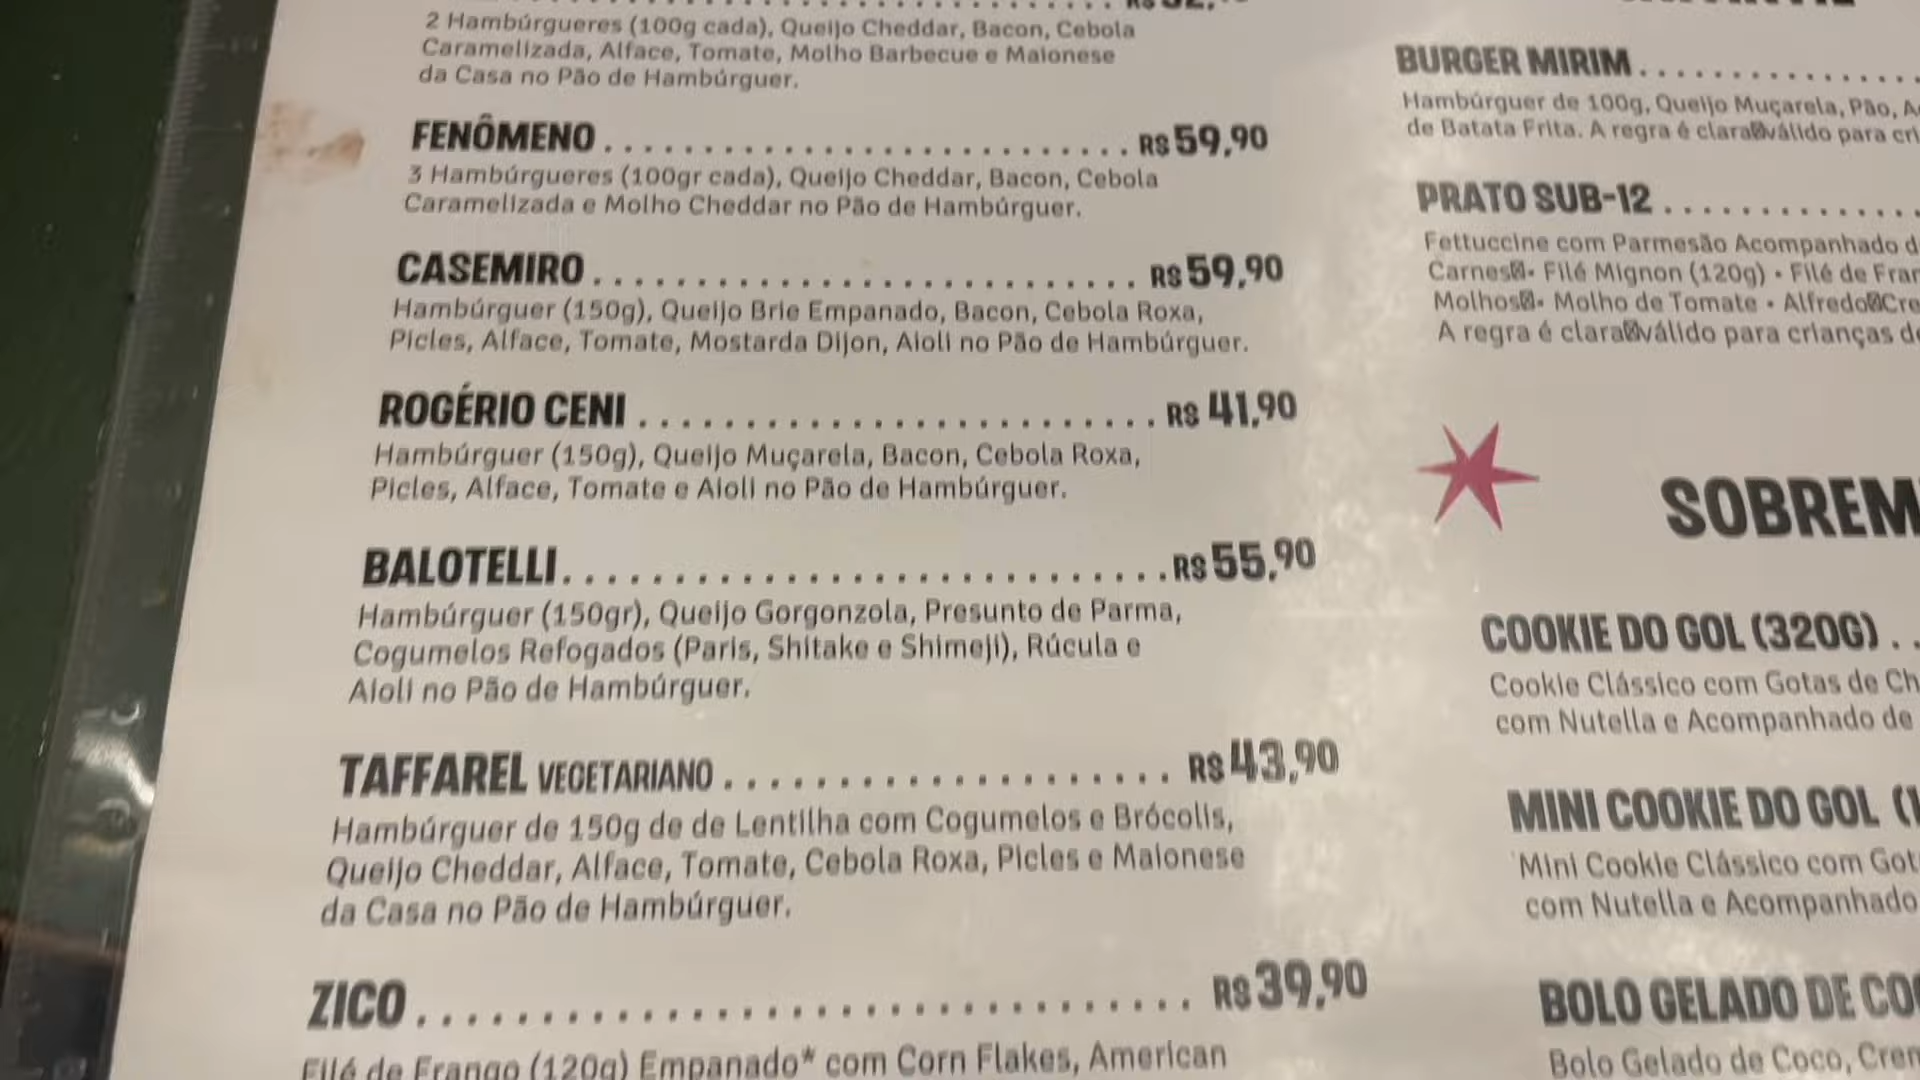 2 Hambúrgueres (100g cada), Queijo Cheddar, Bacon, Cebola
Caramelizada, Alface, Tomate, Molho Barbecue e Maionese
da Casa no Pão de Hambúrguer.
FENÔMENO R$ 59,90
3 Hambúrgueres (100gr cada), Queijo Cheddar, Bacon, Cebola
Caramelizada e Molho Cheddar no Pão de Hambúrguer.
CASEMIRO R$ 59,90
Hambúrguer (150g), Queijo Brie Empanado, Bacon, Cebola Roxa,
Picles, Alface, Tomate, Mostarda Dijon, Aioli no Pão de Hambúrguer.
ROGÉRIO CENI R$ 41,90
Hambúrguer (150g), Queijo Muçarela, Bacon, Cebola Roxa,
Picles, Alface, Tomate e Aioli no Pão de Hambúrguer.
BALOTELLI R$ 55,90
Hambúrguer (150gr), Queijo Gorgonzola, Presunto de Parma,
Cogumelos Refogados (Paris, Shitake e Shimeji), Rúcula e
Aioli no Pão de Hambúrguer.
TAFFAREL VEGETARIANO R$ 43,90
Hambúrguer de 150g de de Lentilha com Cogumelos e Brócolis,
Queijo Cheddar, Alface, Tomate, Cebola Roxa, Picles e Maionese
da Casa no Pão de Hambúrguer.
ZICO R$ 39,90
Filé de Frango (120g) Empanado* com Corn Flakes, American
BURGER MIRIM
Hambúrguer de 100g, Queijo Muçarela, Pão,
de Batata Frita. A regra é clara válido para
PRATO SUB-12
Fettuccine com Parmesão Acompanhado
Carnes • Filé Mignon (120g) • Filé de
Molhos • Molho de Tomate • Alfredo
A regra é clara válido para crianças
SOBREM
COOKIE DO GOL (320G)
Cookie Clássico com Gotas de
com Nutella e Acompanhado de
MINI COOKIE DO GOL
Mini Cookie Clássico com
com Nutella e Acompanhado
BOLO GELADO DE
Bolo Gelado de Coco,